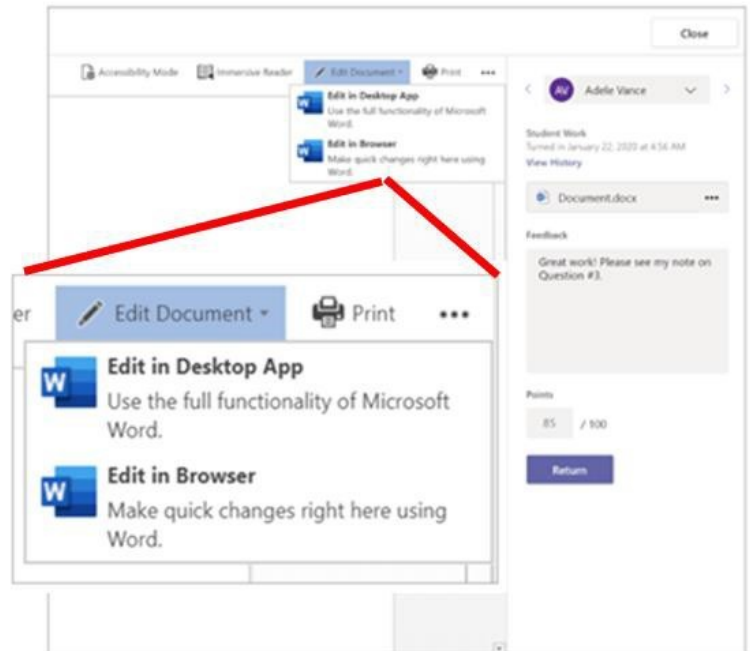 Close
Accessibility Mode Immersive Reader Edit Document Print •••
Edit in Desktop App
Use the full functionality of Microsoft
Word.
Edit in Browser
Make quick changes right here using
Word.
< AV Adele Vance >
Student Work
Turned in January 22, 2020 at 4:56 AM
View History
Document.docx •••
Feedback
Great work! Please see my note on
Question #3.
Points
85 / 100
Return
er Edit Document Print •••
W Edit in Desktop App
Use the full functionality of Microsoft
Word.
W Edit in Browser
Make quick changes right here using
Word.